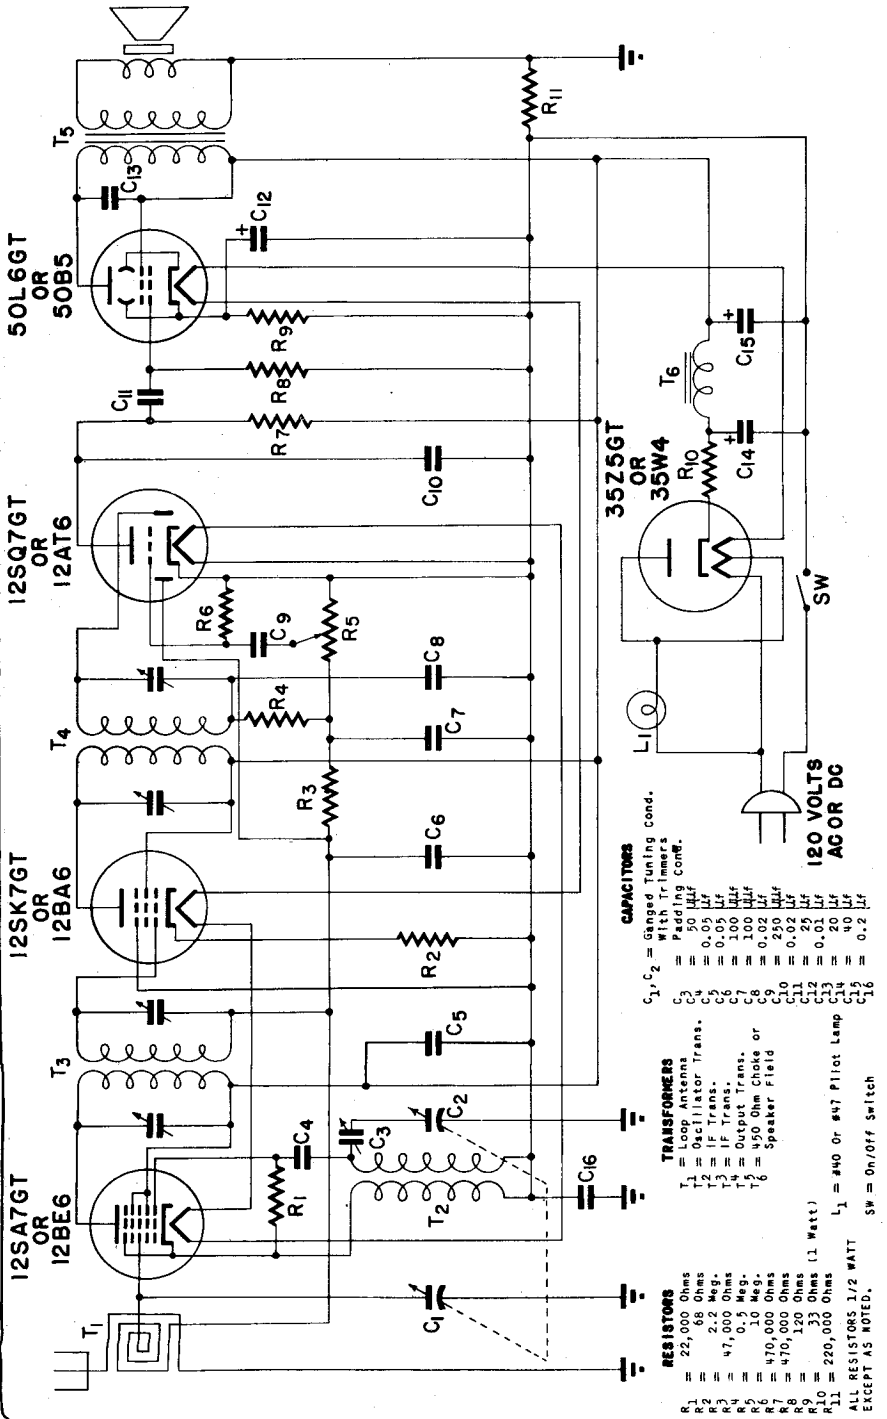 12SA7GT
OR
12BE6
12SK7GT
OR
12BA6
12SQ7GT
OR
12AT6
50L6GT
OR
50B5
T1
T3
T4
T5
C13
C12
C11
R9
R8
R7
C10
R6
C9
R5
R4
C8
C7
R3
C6
R2
C5
C4
R1
C3
C2
T2
C16
C1
R11
35Z5GT
OR
35W4
R10
T6
C14
C15
L1
SW
120 VOLTS
AC OR DC
RESISTORS
R1 = 22,000 Ohms
R2 = 68 Ohms
R3 = 2.2 Meg.
R4 = 47,000 Ohms
R5 = 0.5 Meg.
R6 = 10 Meg.
R7 = 470,000 Ohms
R8 = 470,000 Ohms
R9 = 120 Ohms
R10 = 33 Ohms (1 Watt)
R11 = 220,000 Ohms
ALL RESISTORS 1/2 WATT
EXCEPT AS NOTED.
TRANSFORMERS
T1 = Loop Antenna
T2 = Oscillator Trans.
T3 = IF Trans.
T4 = IF Trans.
T5 = Output Trans.
T6 = 450 Ohm Choke or
Speaker Field
L1 = #40 Or #47 Pilot Lamp
SW = On/Off Switch
CAPACITORS
C1, C2 = Ganged Tuning Cond.
With Trimmers
C3 = Padding Cond.
C4 = 50 µµf
C5 = 0.05 µf
C6 = 0.05 µf
C7 = 100 µµf
C8 = 100 µµf
C9 = 0.02 µf
C10 = 250 µµf
C11 = 0.02 µf
C12 = 25 µf
C13 = 0.01 µf
C14 = 20 µf
C15 = 40 µf
C16 = 0.2 µf